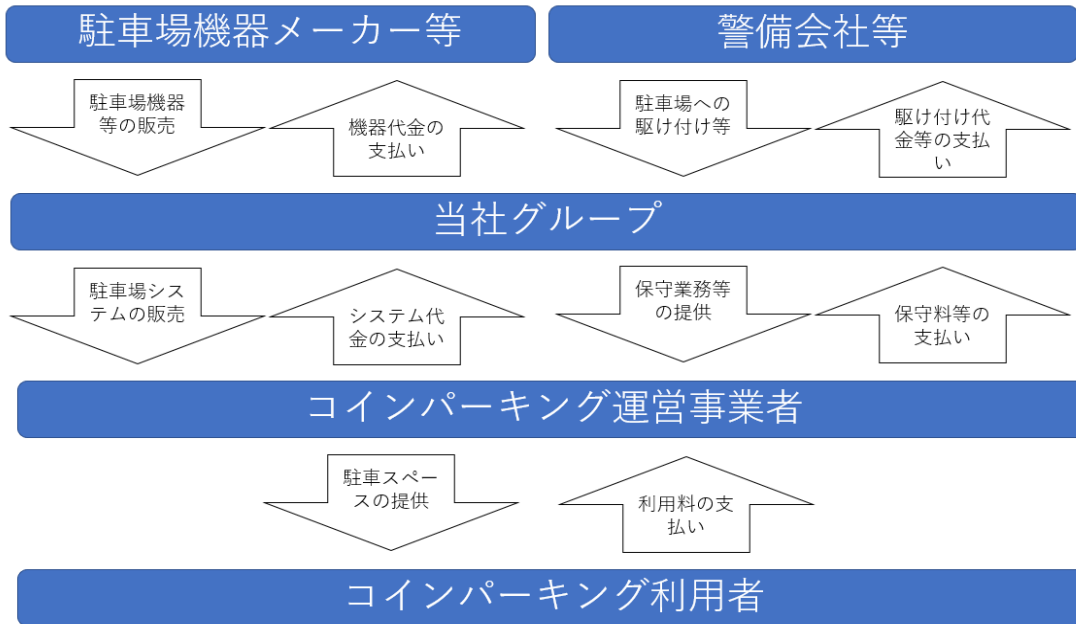 駐車場機器メーカー等
警備会社等
駐車場機器
等の販売
機器代金の
支払い
駐車場への
駆け付け等
駆け付け代
金等の支払
い
当社グループ
駐車場シス
テムの販売
システム代
金の支払い
保守業務等
の提供
保守料等の
支払い
コインパーキング運営事業者
駐車スペー
スの提供
利用料の支
払い
コインパーキング利用者